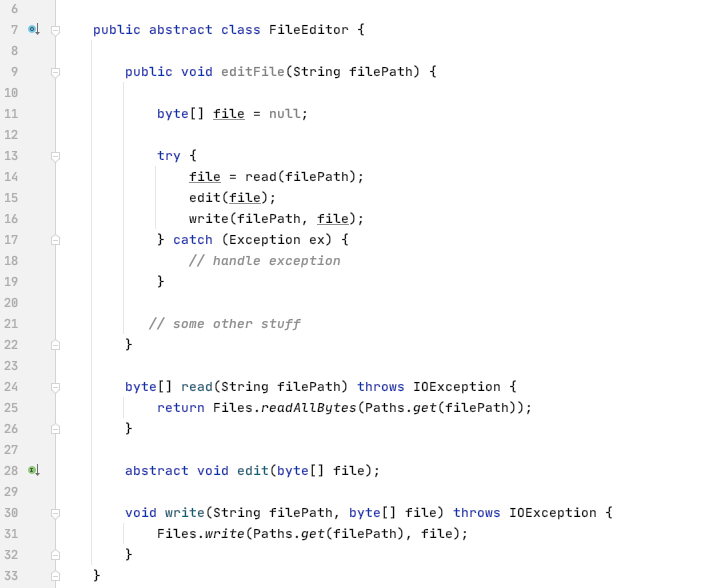 6
7 public abstract class FileEditor {
8
9 public void editFile(String filePath) {
10
11 byte[] file = null;
12
13 try {
14 file = read(filePath);
15 edit(file);
16 write(filePath, file);
17 } catch (Exception ex) {
18 // handle exception
19 }
20
21 // some other stuff
22 }
23
24 byte[] read(String filePath) throws IOException {
25 return Files.readAllBytes(Paths.get(filePath));
26 }
27
28 abstract void edit(byte[] file);
29
30 void write(String filePath, byte[] file) throws IOException {
31 Files.write(Paths.get(filePath), file);
32 }
33 }